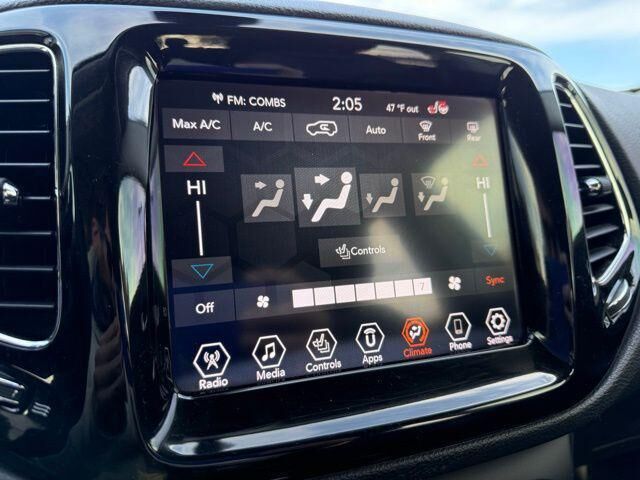 FM: COMBS 2:05 47 °F out
Max A/C A/C Auto Front Rear
HI HI
Controls
Off 7 Sync
Radio Media Controls Apps Climate Phone Settings